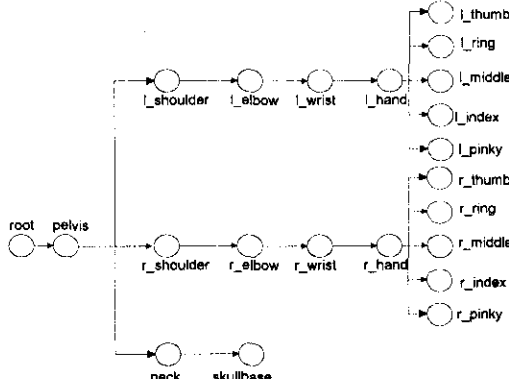 l_thumb
l_ring
l_middle
l_index
l_pinky
l_shoulder
l_elbow
l_wrist
l_hand
root
pelvis
r_shoulder
r_elbow
r_wrist
r_hand
r_thumb
r_ring
r_middle
r_index
r_pinky
neck
skullbase